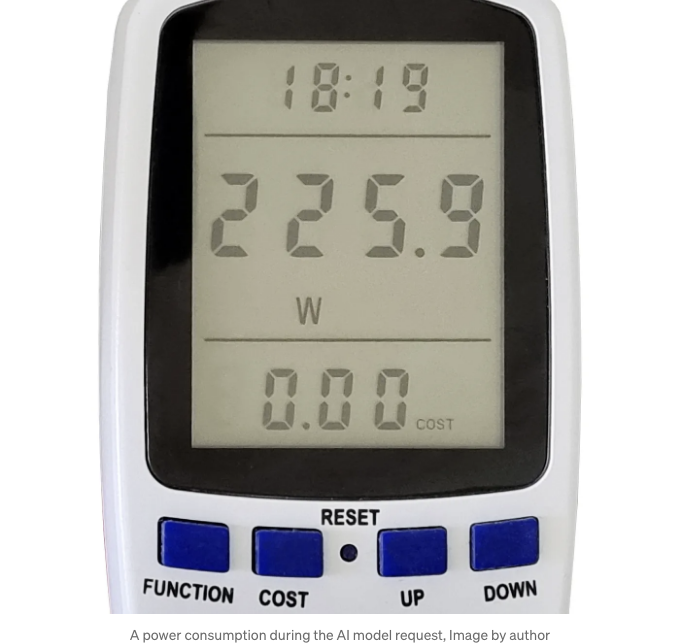 18:19
225.9
W
0.00 COST
RESET
FUNCTION COST UP DOWN
A power consumption during the AI model request, Image by author